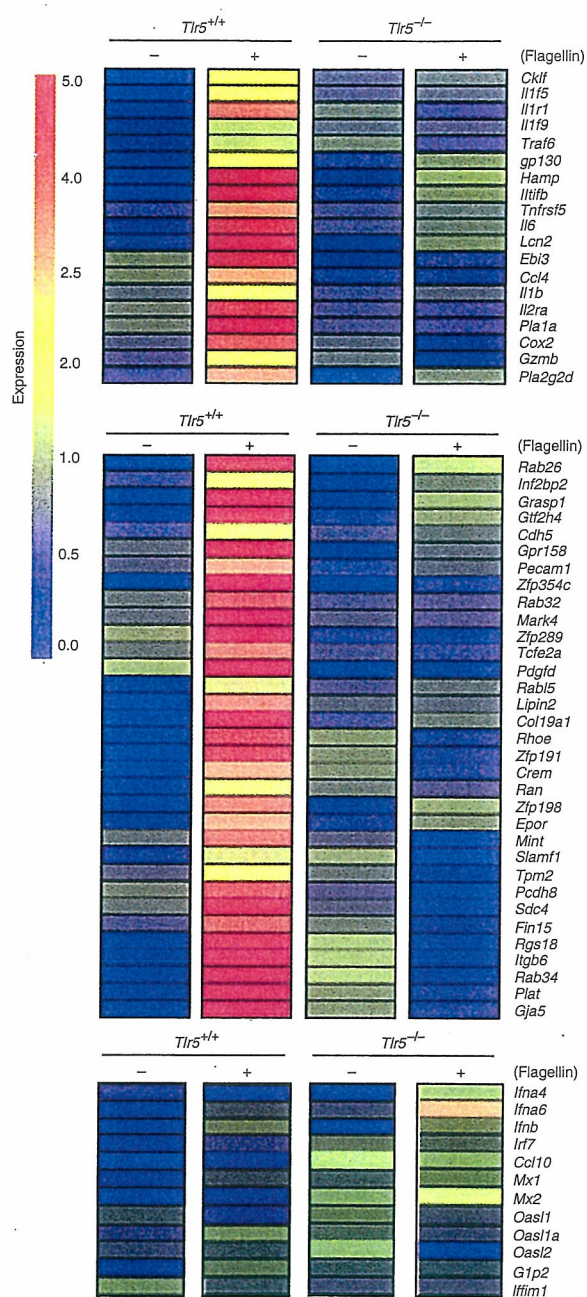 Tlr5+/+ Tlr5−/−
− + − + (Flagellin)
Cklf
5.0
Il1f5
Il1r1
Il1f9
Traf6
gp130
4.0
Hamp
Iltifb
Tnfrsf5
Il6
Lcn2
Ebi3
2.5
Ccl4
Il1b
Il2ra
Pla1a
Cox2
Expression
Gzmb
2.0
Pla2g2d
Tlr5+/+ Tlr5−/−
− + − + (Flagellin)
1.0
Rab26
Inf2bp2
Grasp1
Gtf2h4
Cdh5
0.5
Gpr158
Pecam1
Zfp354c
Rab32
Mark4
Zfp289
0.0
Tcfe2a
Pdgfd
Rabl5
Lipin2
Col19a1
Rhoe
Zfp191
Crem
Ran
Zfp198
Epor
Mint
Slamf1
Tpm2
Pcdh8
Sdc4
Fin15
Rgs18
Itgb6
Rab34
Plat
Gja5
Tlr5+/+ Tlr5−/−
− + − + (Flagellin)
Ifna4
Ifna6
Ifnb
Irf7
Ccl10
Mx1
Mx2
Oasl1
Oasl1a
Oasl2
G1p2
Iffim1